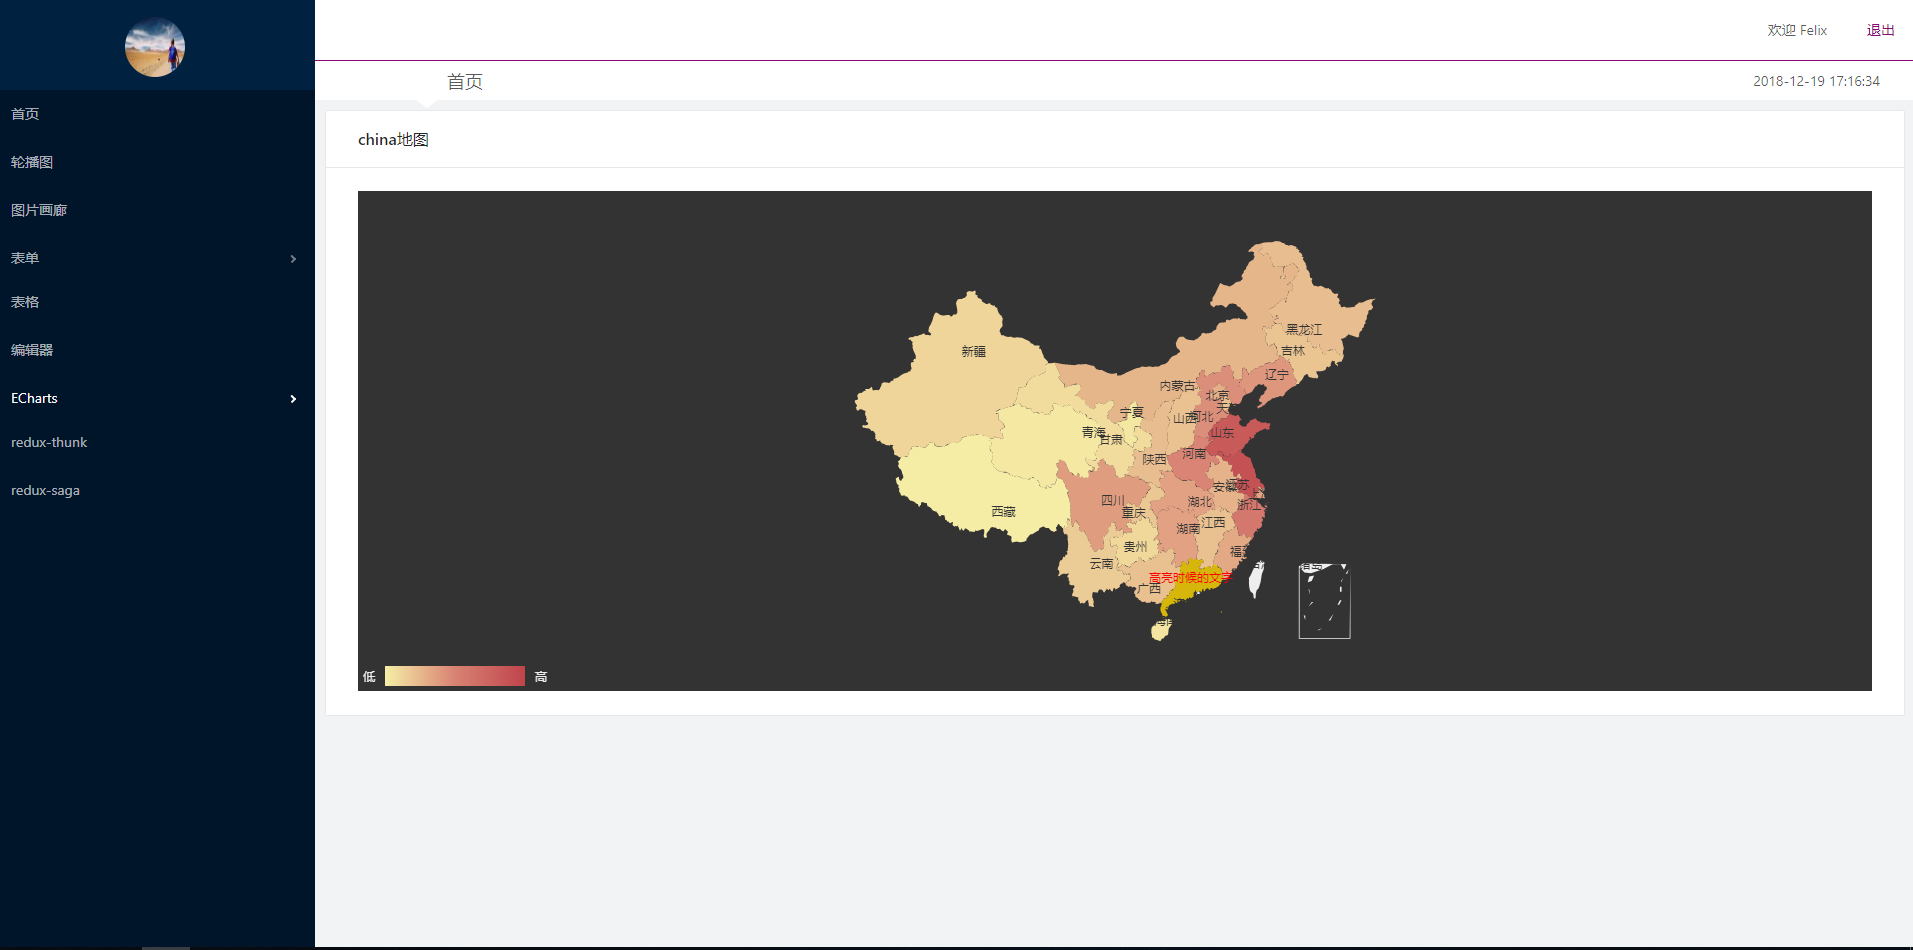 欢迎 Felix
退出
首页
2018-12-19 17:16:34
首页
轮播图
图片画廊
表单
表格
编辑器
ECharts
redux-thunk
redux-saga
china地图
黑龙江
吉林
新疆
辽宁
内蒙古
北京
宁夏
山西
河北
青海
甘肃
山东
河南
陕西
安徽
江苏
四川
湖北
浙江
西藏
重庆
湖南
江西
贵州
云南
高亮时候的文字
广西
低
高